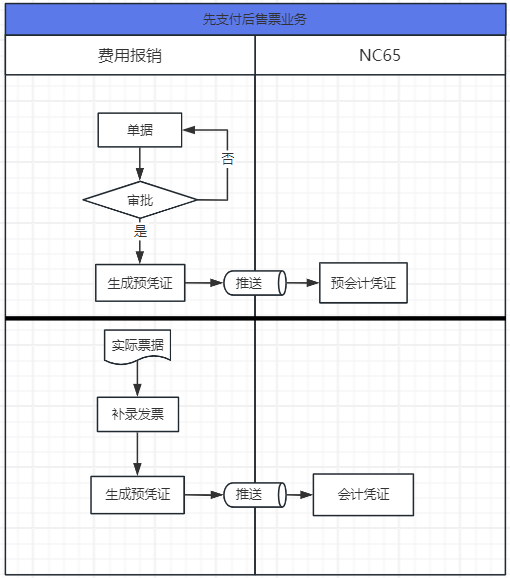 先支付后售票业务
费用报销
NC65
单据
否
审批
是
生成预凭证
推送
预会计凭证
实际票据
补录发票
生成预凭证
推送
会计凭证